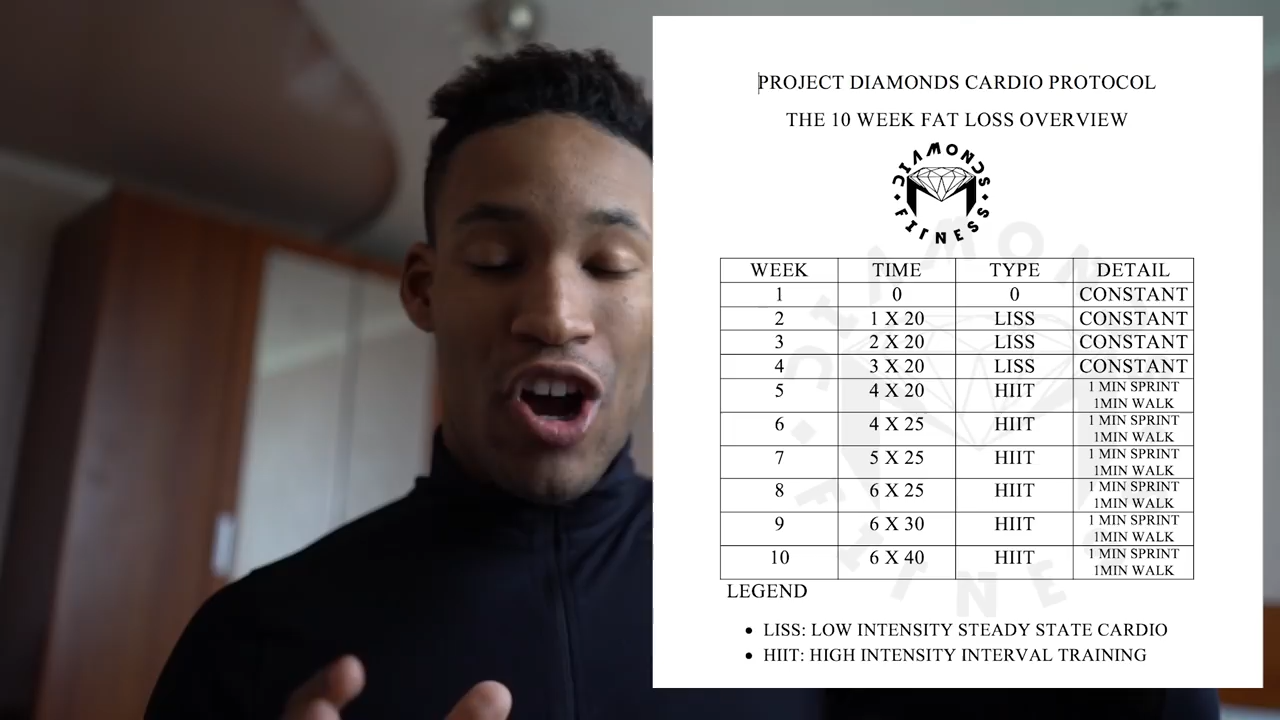 PROJECT DIAMONDS CARDIO PROTOCOL
THE 10 WEEK FAT LOSS OVERVIEW
DIAMONDS
FITNESS
WEEK TIME TYPE DETAIL
1 0 0 CONSTANT
2 1 X 20 LISS CONSTANT
3 2 X 20 LISS CONSTANT
4 3 X 20 LISS CONSTANT
5 4 X 20 HIIT 1 MIN SPRINT
1MIN WALK
6 4 X 25 HIIT 1 MIN SPRINT
1MIN WALK
7 5 X 25 HIIT 1 MIN SPRINT
1MIN WALK
8 6 X 25 HIIT 1 MIN SPRINT
1MIN WALK
9 6 X 30 HIIT 1 MIN SPRINT
1MIN WALK
10 6 X 40 HIIT 1 MIN SPRINT
1MIN WALK
LEGEND
• LISS: LOW INTENSITY STEADY STATE CARDIO
• HIIT: HIGH INTENSITY INTERVAL TRAINING